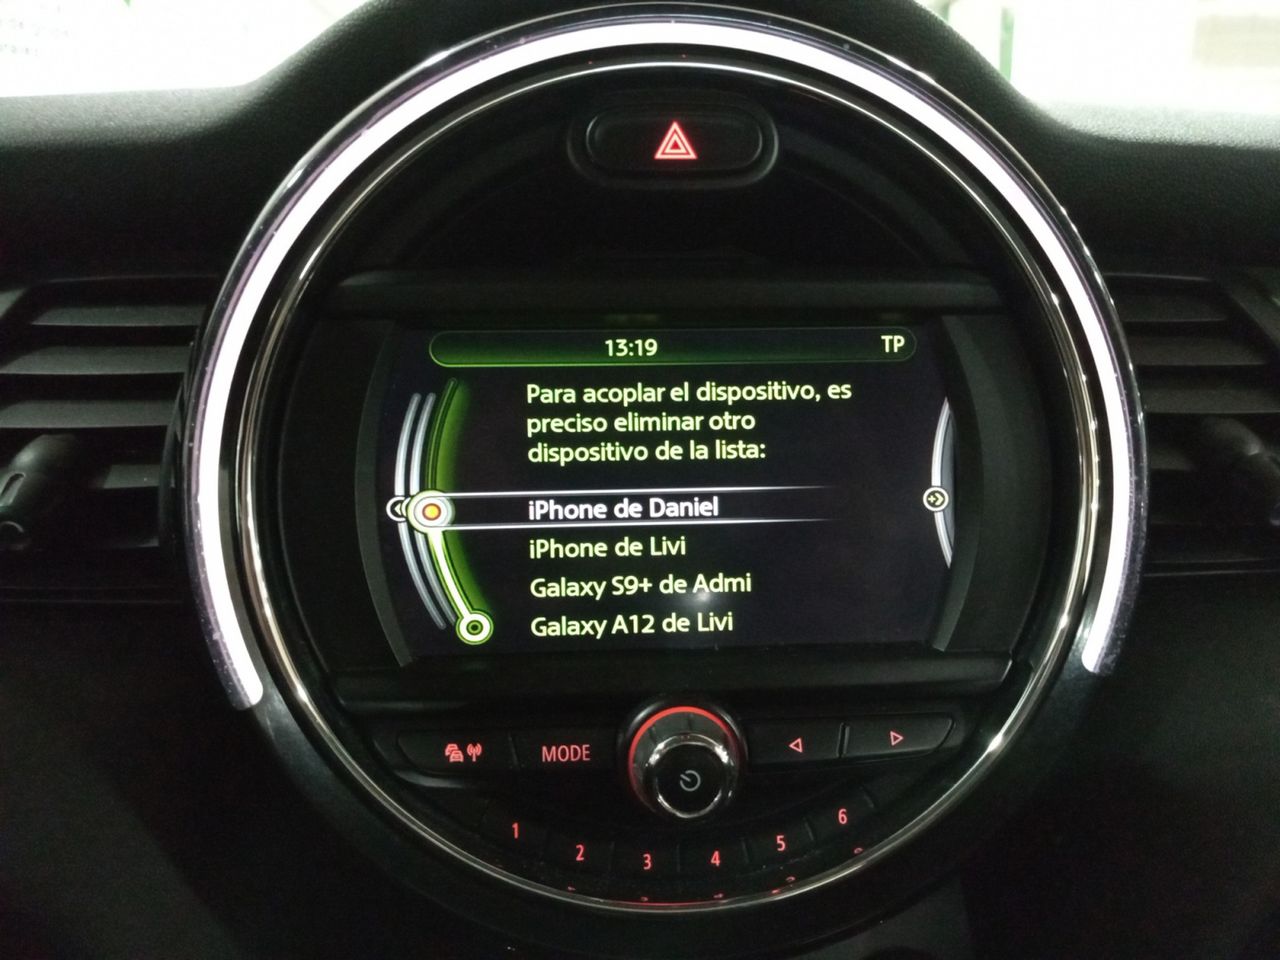 13:19 TP
Para acoplar el dispositivo, es
preciso eliminar otro
dispositivo de la lista:
iPhone de Daniel
iPhone de Livi
Galaxy S9+ de Admi
Galaxy A12 de Livi
MODE
1 2 3 4 5 6